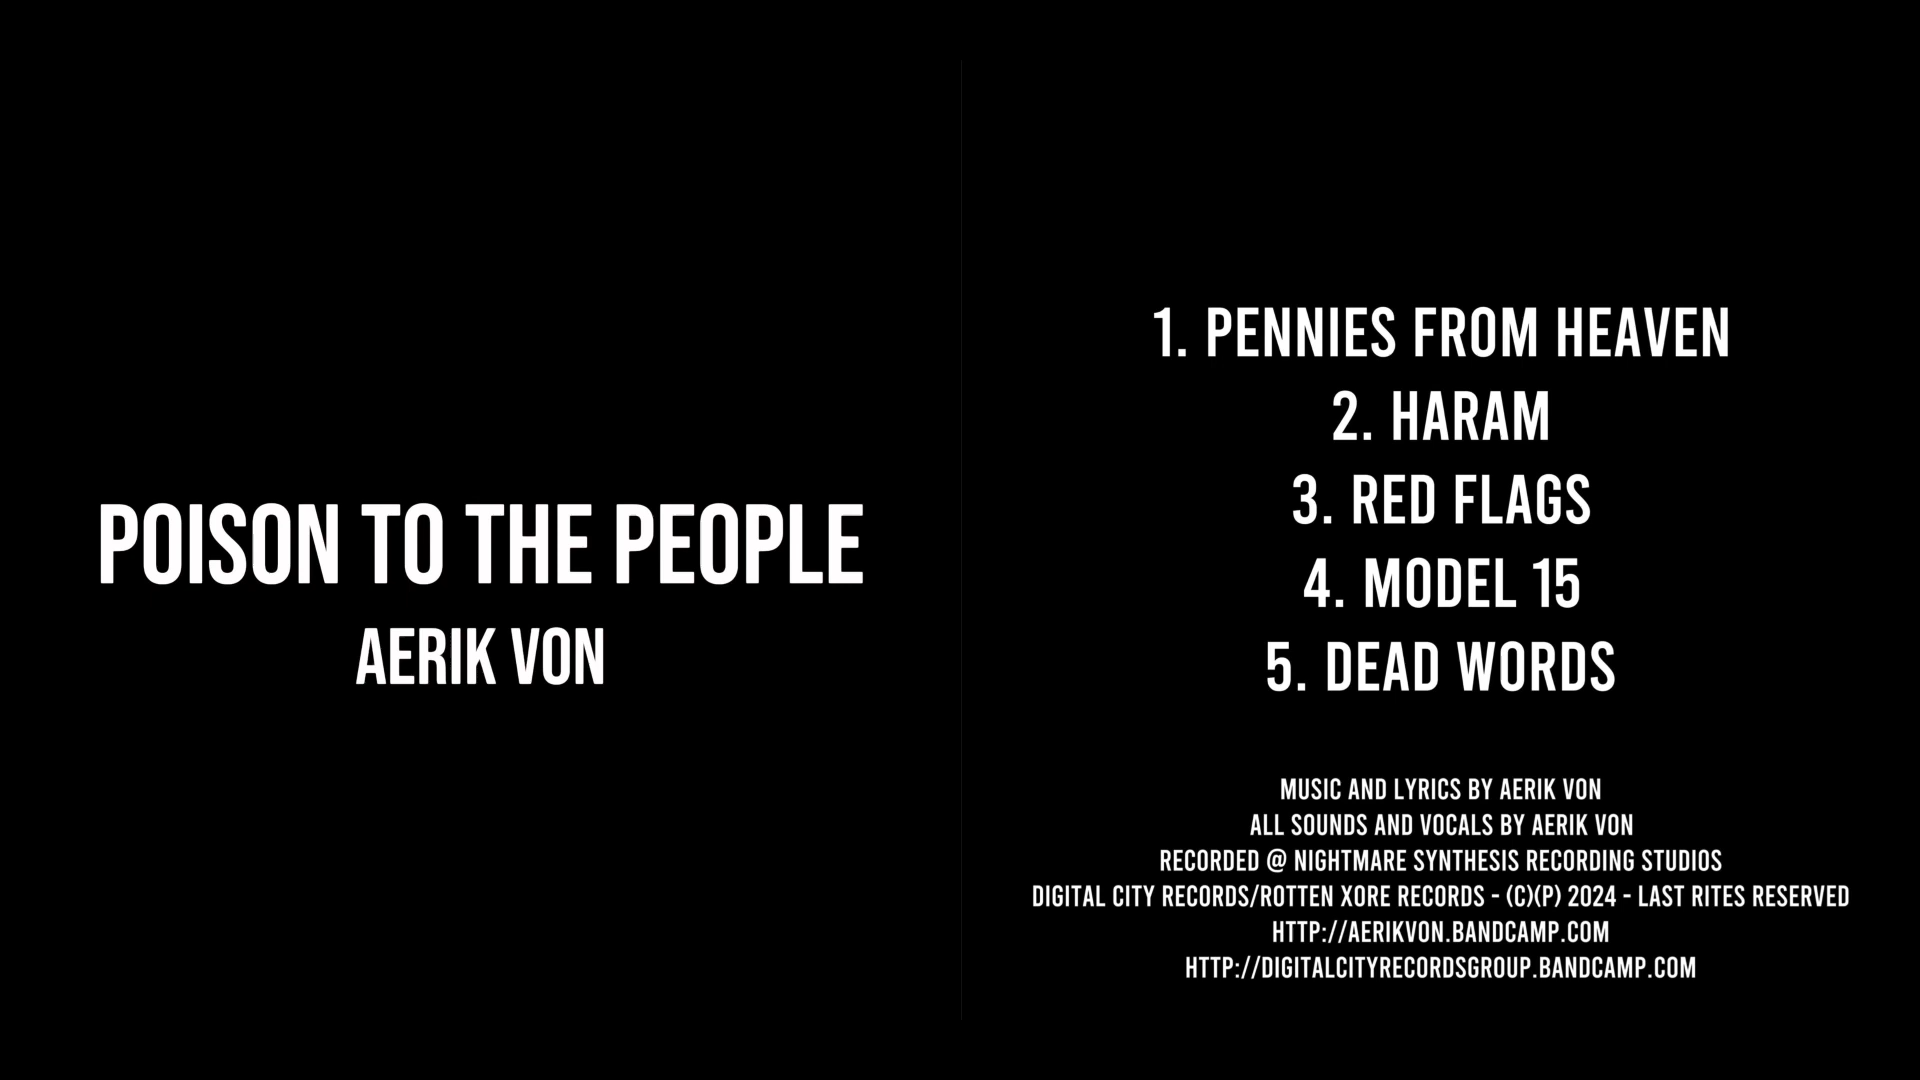 POISON TO THE PEOPLE
AERIK VON
1. PENNIES FROM HEAVEN
2. HARAM
3. RED FLAGS
4. MODEL 15
5. DEAD WORDS
MUSIC AND LYRICS BY AERIK VON
ALL SOUNDS AND VOCALS BY AERIK VON
RECORDED @ NIGHTMARE SYNTHESIS RECORDING STUDIOS
DIGITAL CITY RECORDS/ROTTEN XORE RECORDS - (C)(P) 2024 - LAST RITES RESERVED
HTTP://AERIKVON.BANDCAMP.COM
HTTP://DIGITALCITYRECORDSGROUP.BANDCAMP.COM